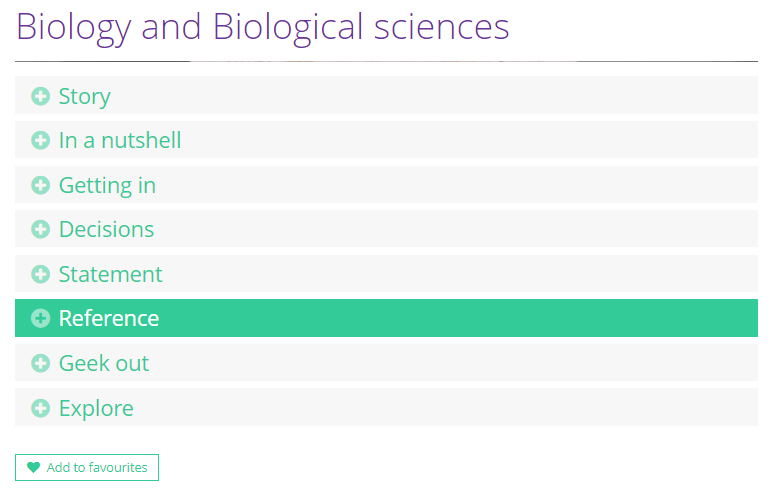 Biology and Biological sciences
Story
In a nutshell
Getting in
Decisions
Statement
Reference
Geek out
Explore
Add to favourites